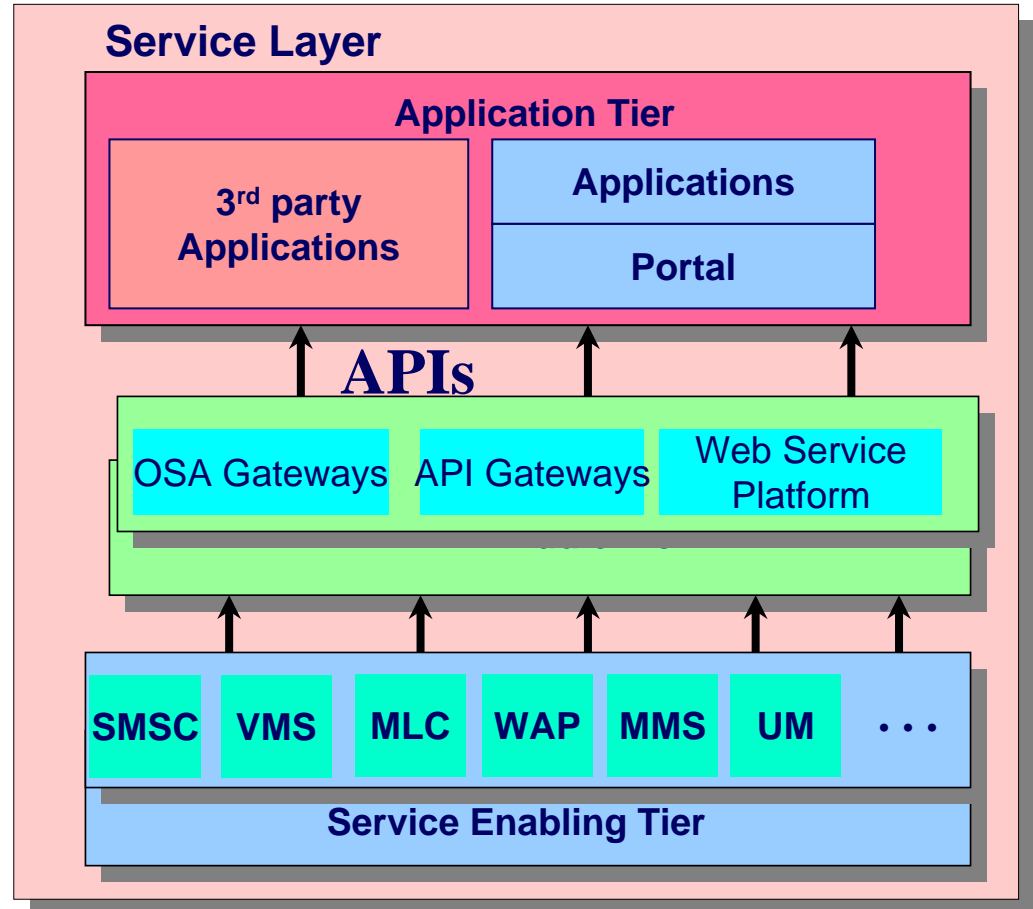 Service Layer
Application Tier
3rd party
Applications
Applications
Portal
APIs
OSA Gateways
API Gateways
Web Service
Platform
SMSC
VMS
MLC
WAP
MMS
UM
...
Service Enabling Tier